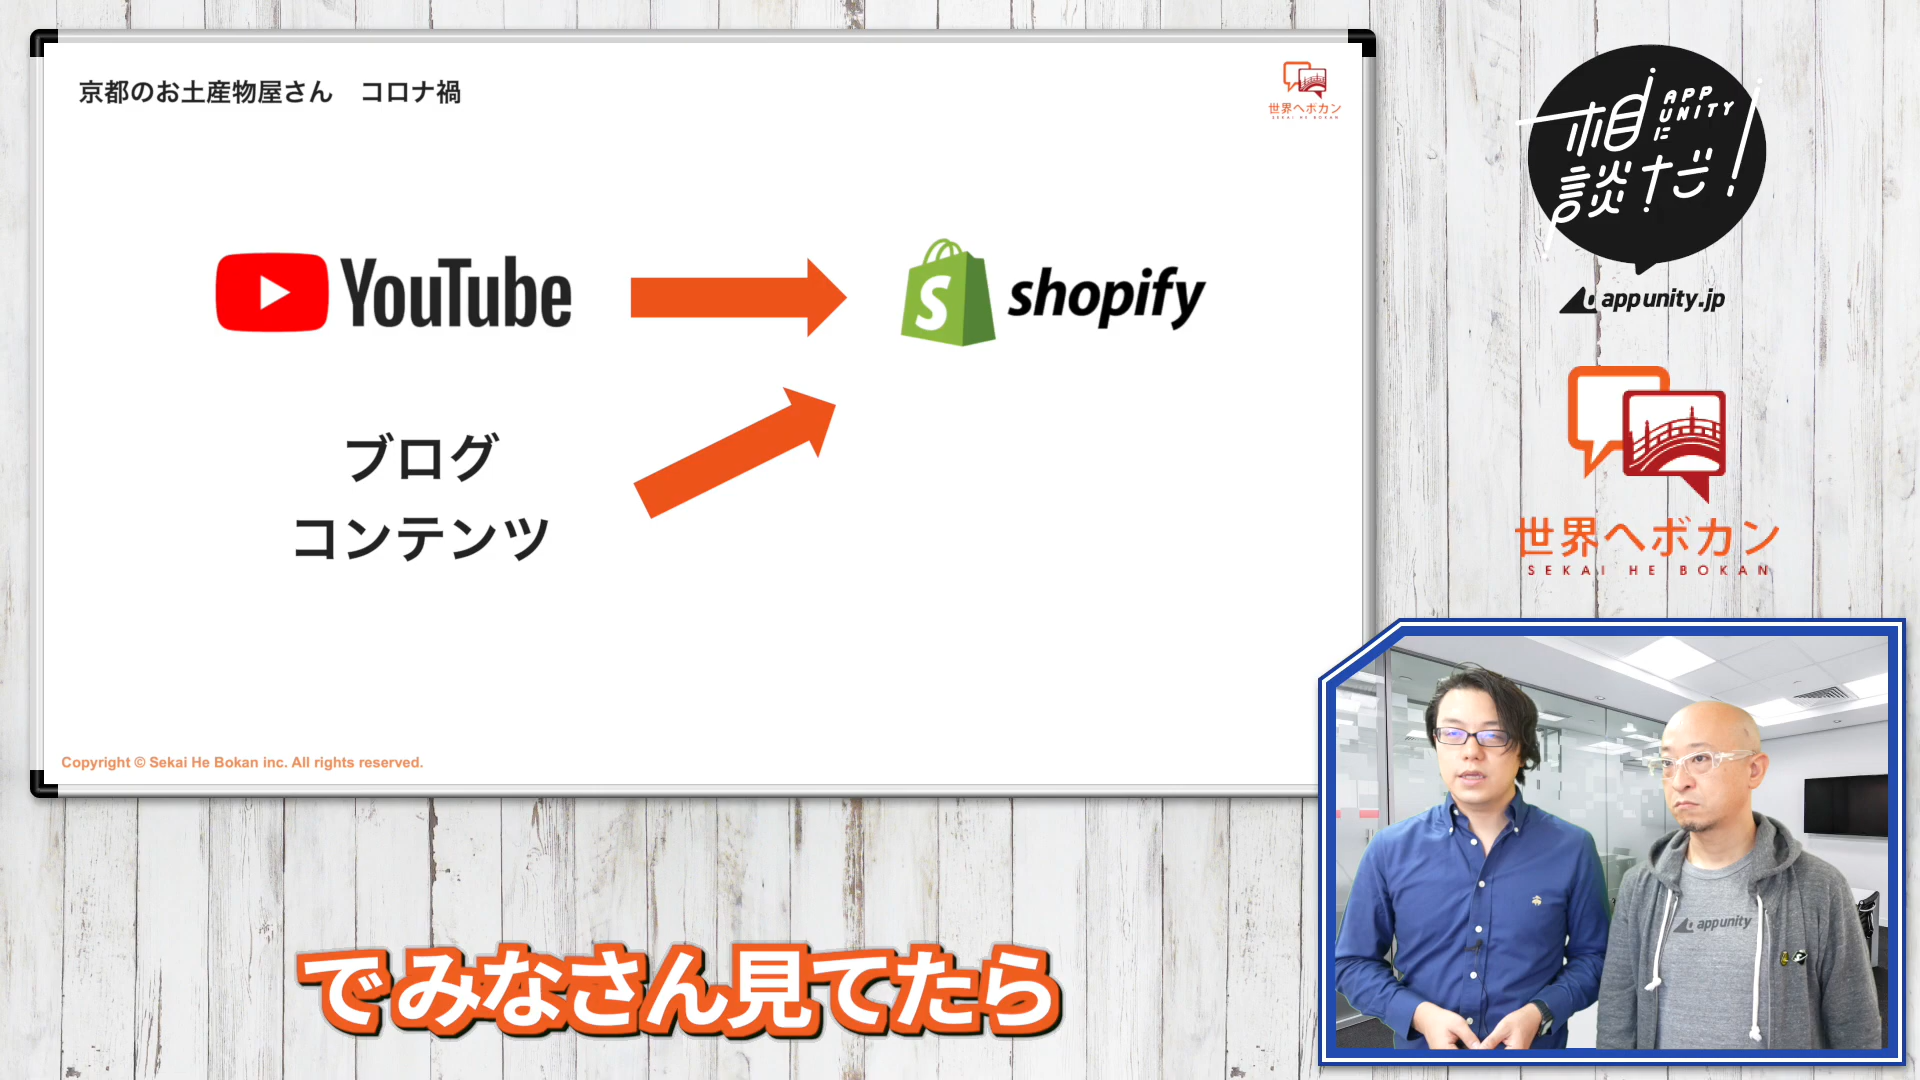 京都のお土産物屋さん　コロナ禍
世界へボカン
SEKAI HE BOKAN
YouTube
shopify
ブログ
コンテンツ
Copyright © Sekai He Bokan inc. All rights reserved.
APP
UNITY
に
相談だ!
appunity.jp
世界へボカン
SEKAI HE BOKAN
appunity
でみなさん見てたら